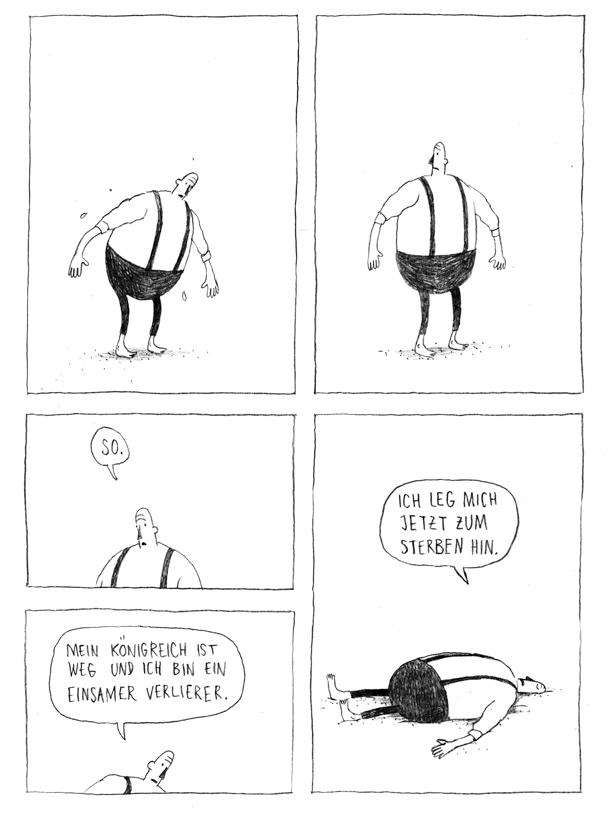 SO.
MEIN KÖNIGREICH IST
WEG UND ICH BIN EIN
EINSAMER VERLIERER.
ICH LEG MICH
JETZT ZUM
STERBEN HIN.